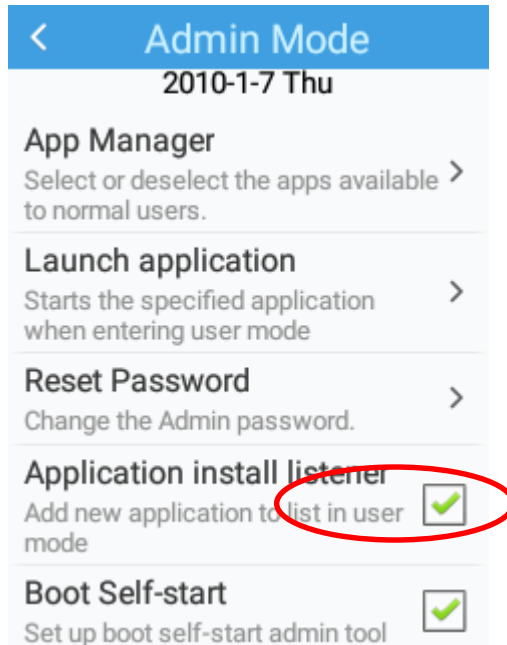 Admin Mode
2010-1-7 Thu
App Manager
Select or deselect the apps available
to normal users.
Launch application
Starts the specified application
when entering user mode
Reset Password
Change the Admin password.
Application install listener
Add new application to list in user
mode
Boot Self-start
Set up boot self-start admin tool